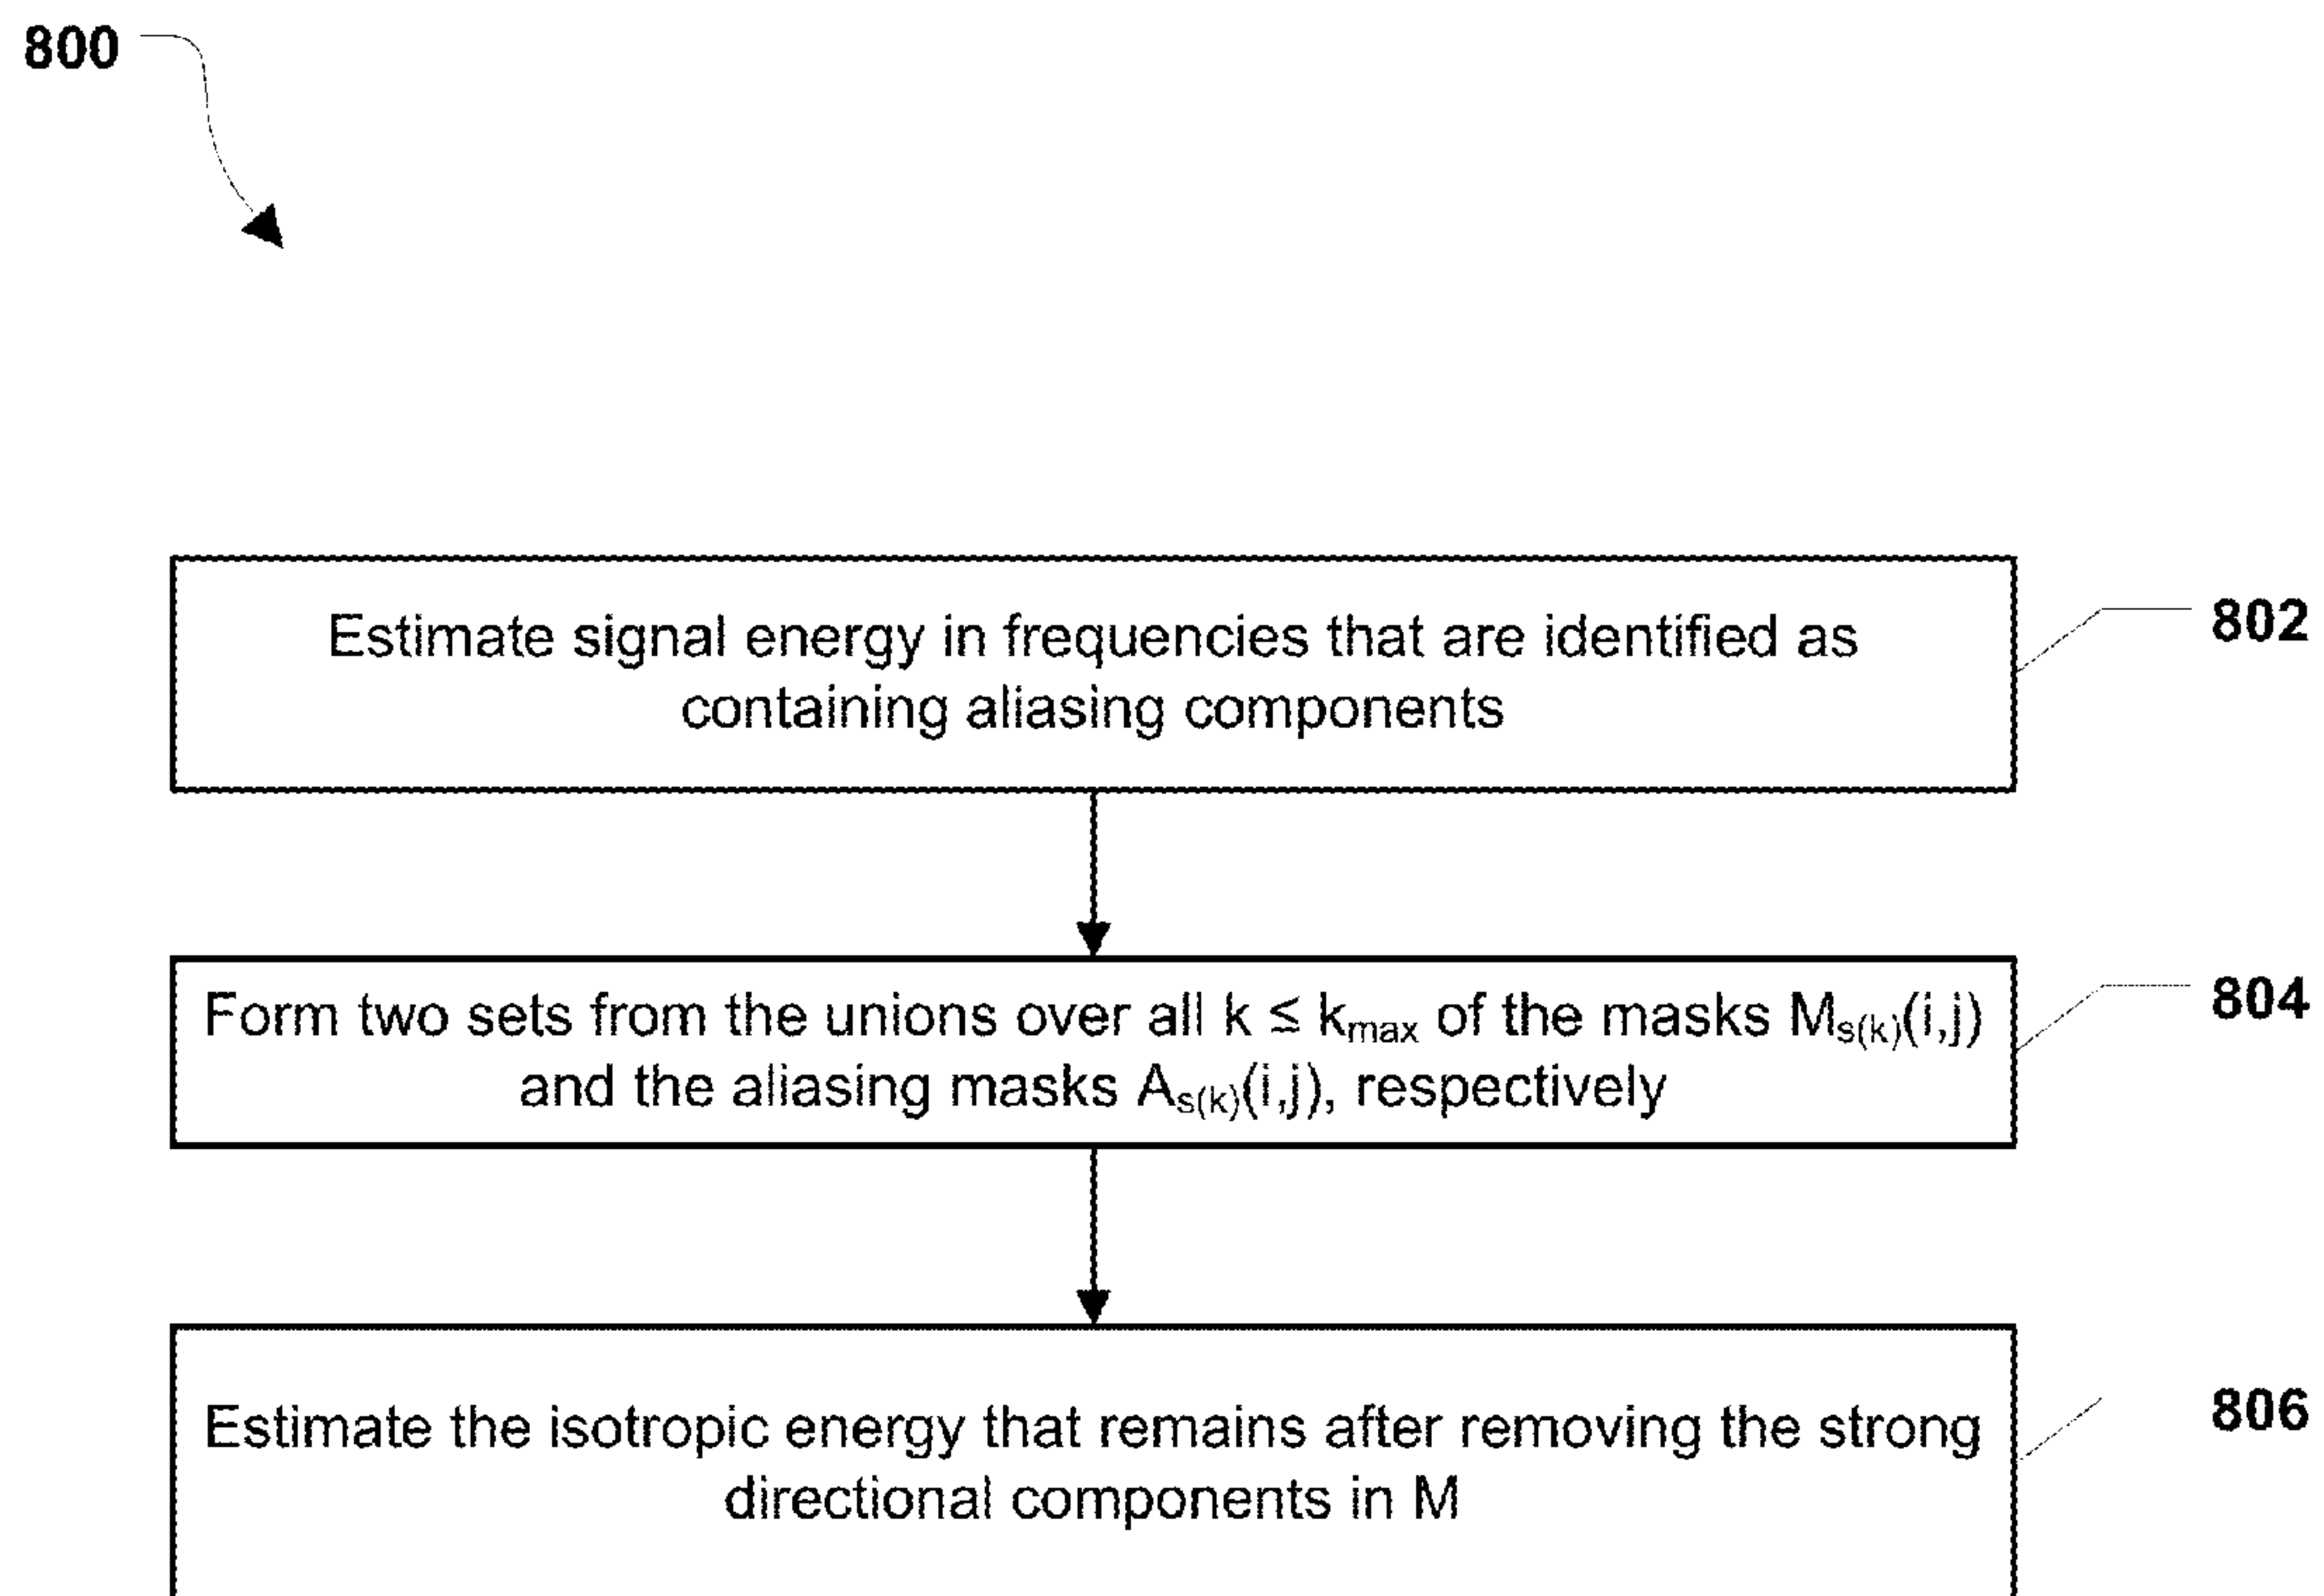 800
Estimate signal energy in frequencies that are identified as
containing aliasing components
802
Form two sets from the unions over all k ≤ kmax of the masks Ms(k)(i,j)
and the aliasing masks As(k)(i,j), respectively
804
Estimate the isotropic energy that remains after removing the strong
directional components in M
806